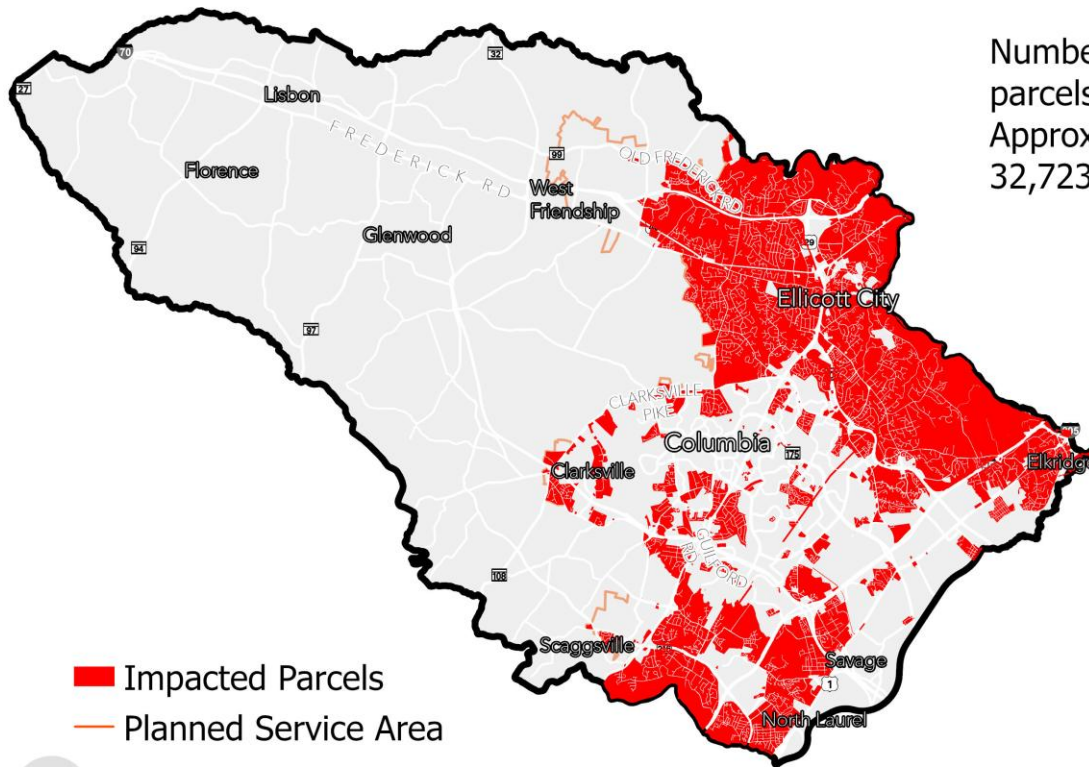 Numbe
parcels
Approx
32,723
70
32
27
Lisbon
FREDERICK RD
99
OLD FREDERICK RD
Florence
West
Friendship
Glenwood
94
29
Ellicott City
97
CLARKSVILLE
PIKE
Columbia
175
Elkridge
Clarksville
GUILFORD
RD
108
Scaggsville
Savage
1
North Laurel
Impacted Parcels
Planned Service Area